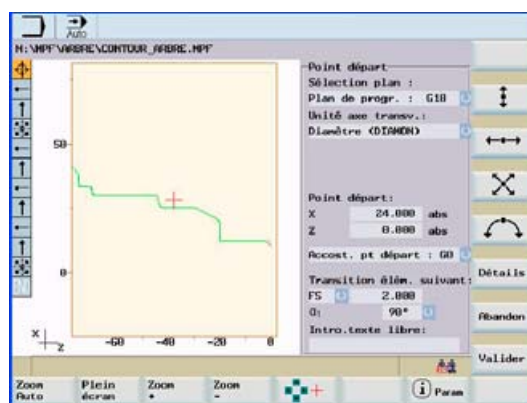 Auto
N:\MPF\ARBRE\CONTOUR_ARBRE.MPF
Point départ
Sélection plan :
Plan de progr. : G18
Unité axe transv.:
Diamètre (DIAMON)
50
0
Point départ:
X 24.000 abs
Z 0.000 abs
Accost. pt départ : G0
Transition élém. suivant:
FS 2.000
α1 90°
Intro.texte libre:
X
Z
-60 -40 -20 0
Détails
Abandon
Valider
Zoom Auto
Plein écran
Zoom +
Zoom -
i Param